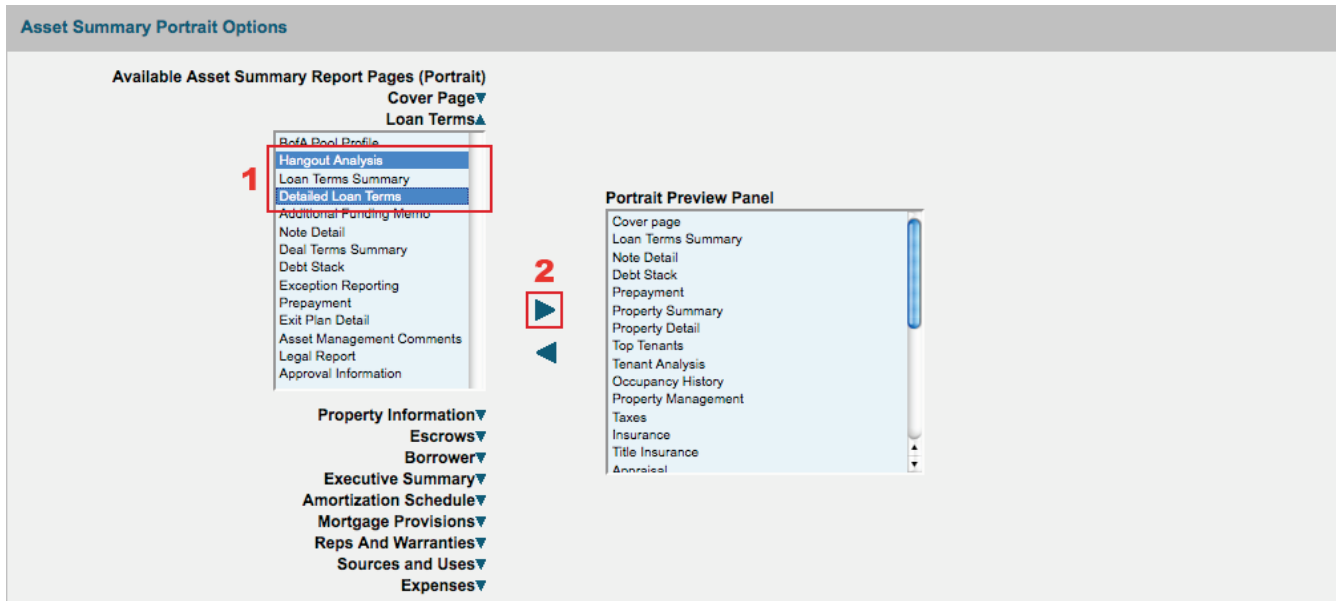 Asset Summary Portrait Options
Available Asset Summary Report Pages (Portrait)
Cover Page▼
Loan Terms▲
BofA Pool Profile
Hangout Analysis
1
Loan Terms Summary
Detailed Loan Terms
Additional Funding Memo
Note Detail
Deal Terms Summary
Debt Stack
Exception Reporting
Prepayment
Exit Plan Detail
Asset Management Comments
Legal Report
Approval Information
2
Portrait Preview Panel
Cover page
Loan Terms Summary
Note Detail
Debt Stack
Prepayment
Property Summary
Property Detail
Top Tenants
Tenant Analysis
Occupancy History
Property Management
Taxes
Insurance
Title Insurance
Appraisal
Property Information▼
Escrows▼
Borrower▼
Executive Summary▼
Amortization Schedule▼
Mortgage Provisions▼
Reps And Warranties▼
Sources and Uses▼
Expenses▼